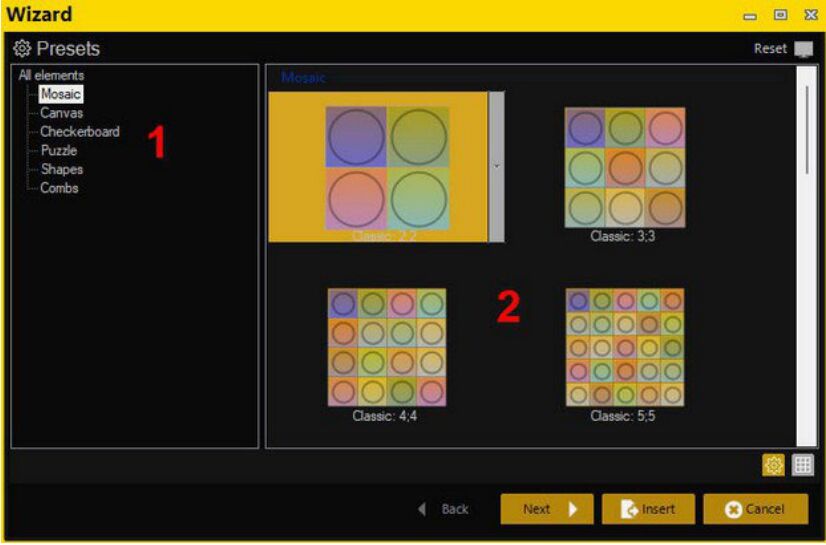 Wizard
Presets
Reset
All elements
Mosaic
Canvas
Checkerboard
Puzzle
Shapes
Combs
1
Mosaic
Classic: 2;2
Classic: 3;3
2
Classic: 4;4
Classic: 5;5
Back
Next
Insert
Cancel